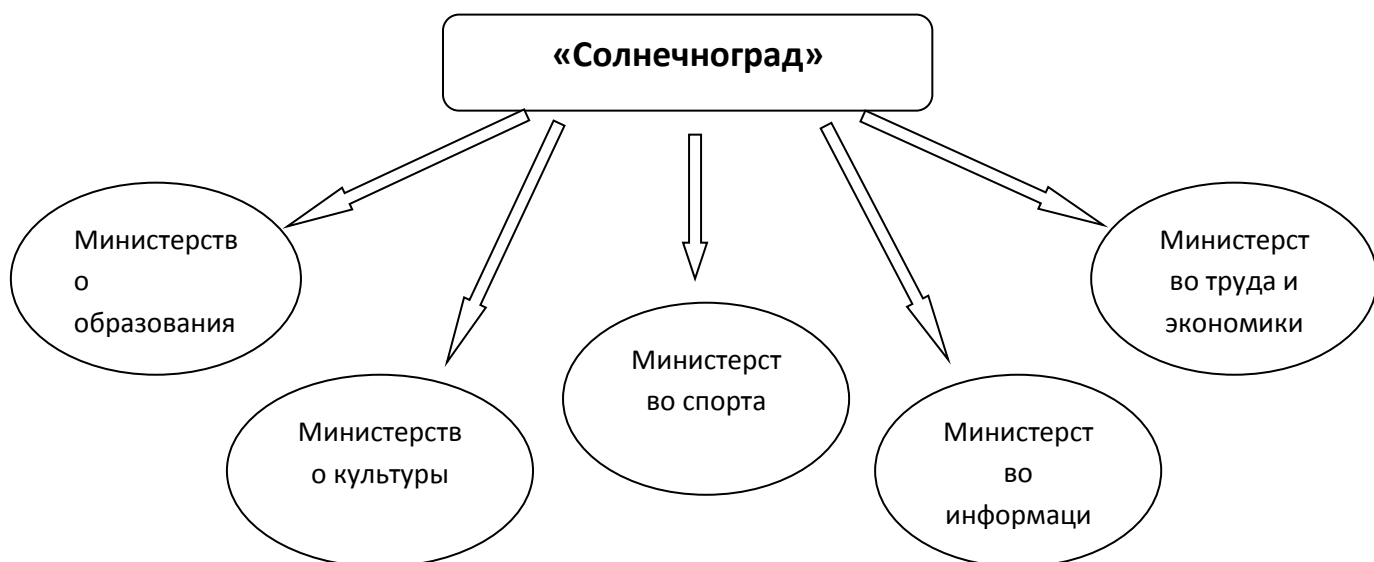 «Солнечноград»
Министерств
о
образования
Министерств
о культуры
Министерст
во спорта
Министерст
во
информаци
Министерст
во труда и
экономики